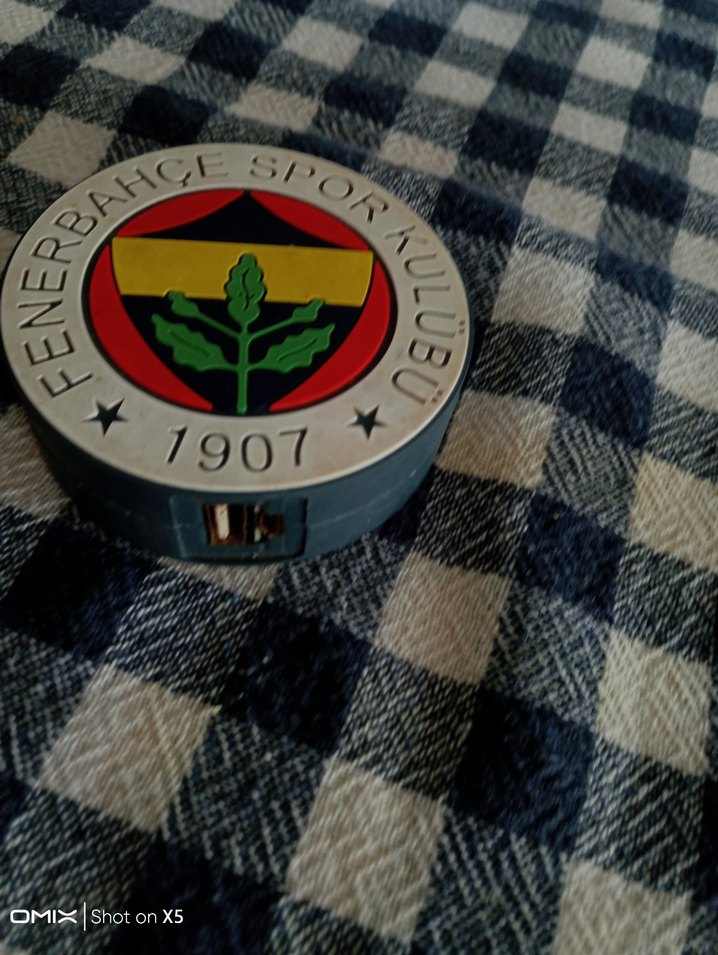 FENERBAHÇE SPOR KULÜBÜ
1907
OMIX Shot on X5